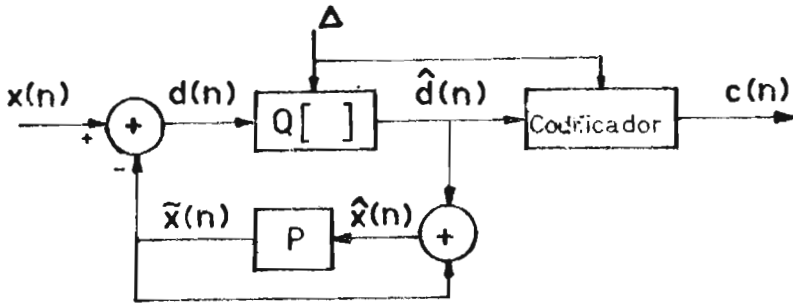 Δ
x(n)
d(n)
d̂(n)
c(n)
+
+
Q[ ]
Codificador
-
x̃(n)
x̂(n)
P
+